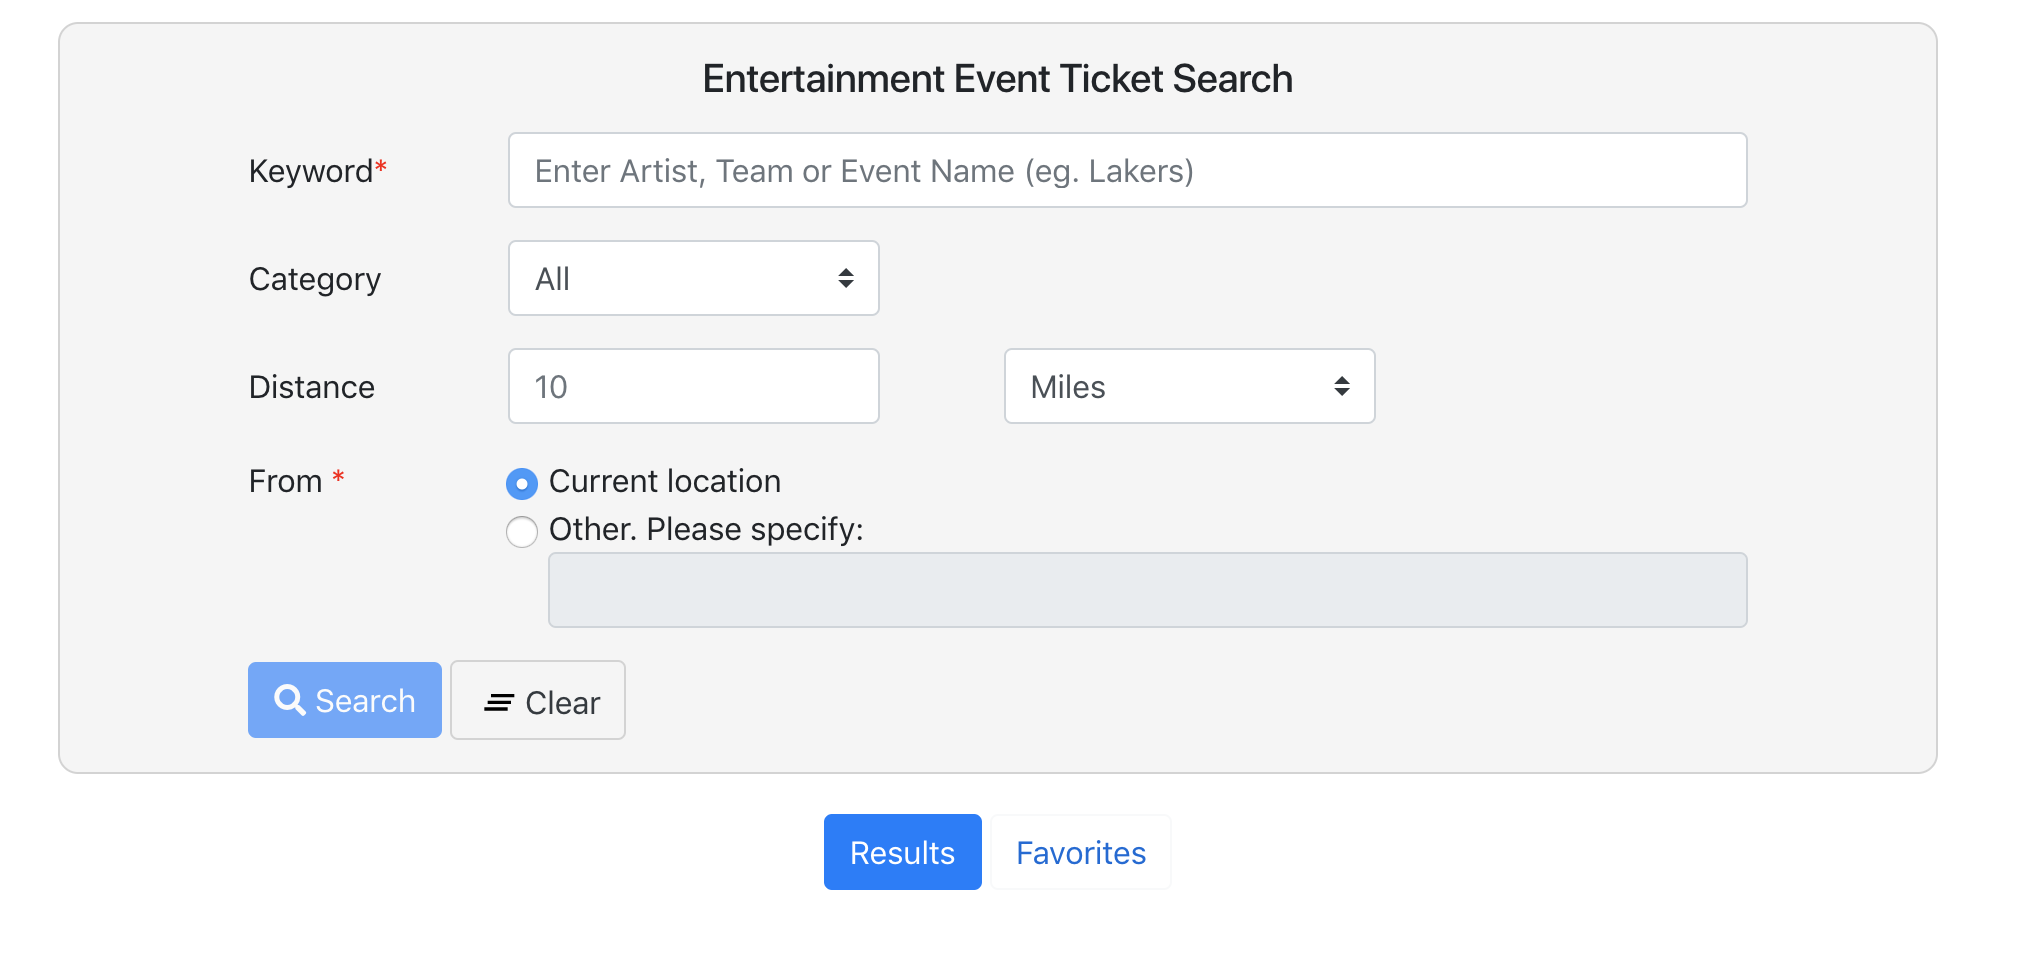 Entertainment Event Ticket Search
Keyword* Enter Artist, Team or Event Name (eg. Lakers)
Category All
Distance 10 Miles
From * Current location
Other. Please specify:
Search Clear
Results Favorites